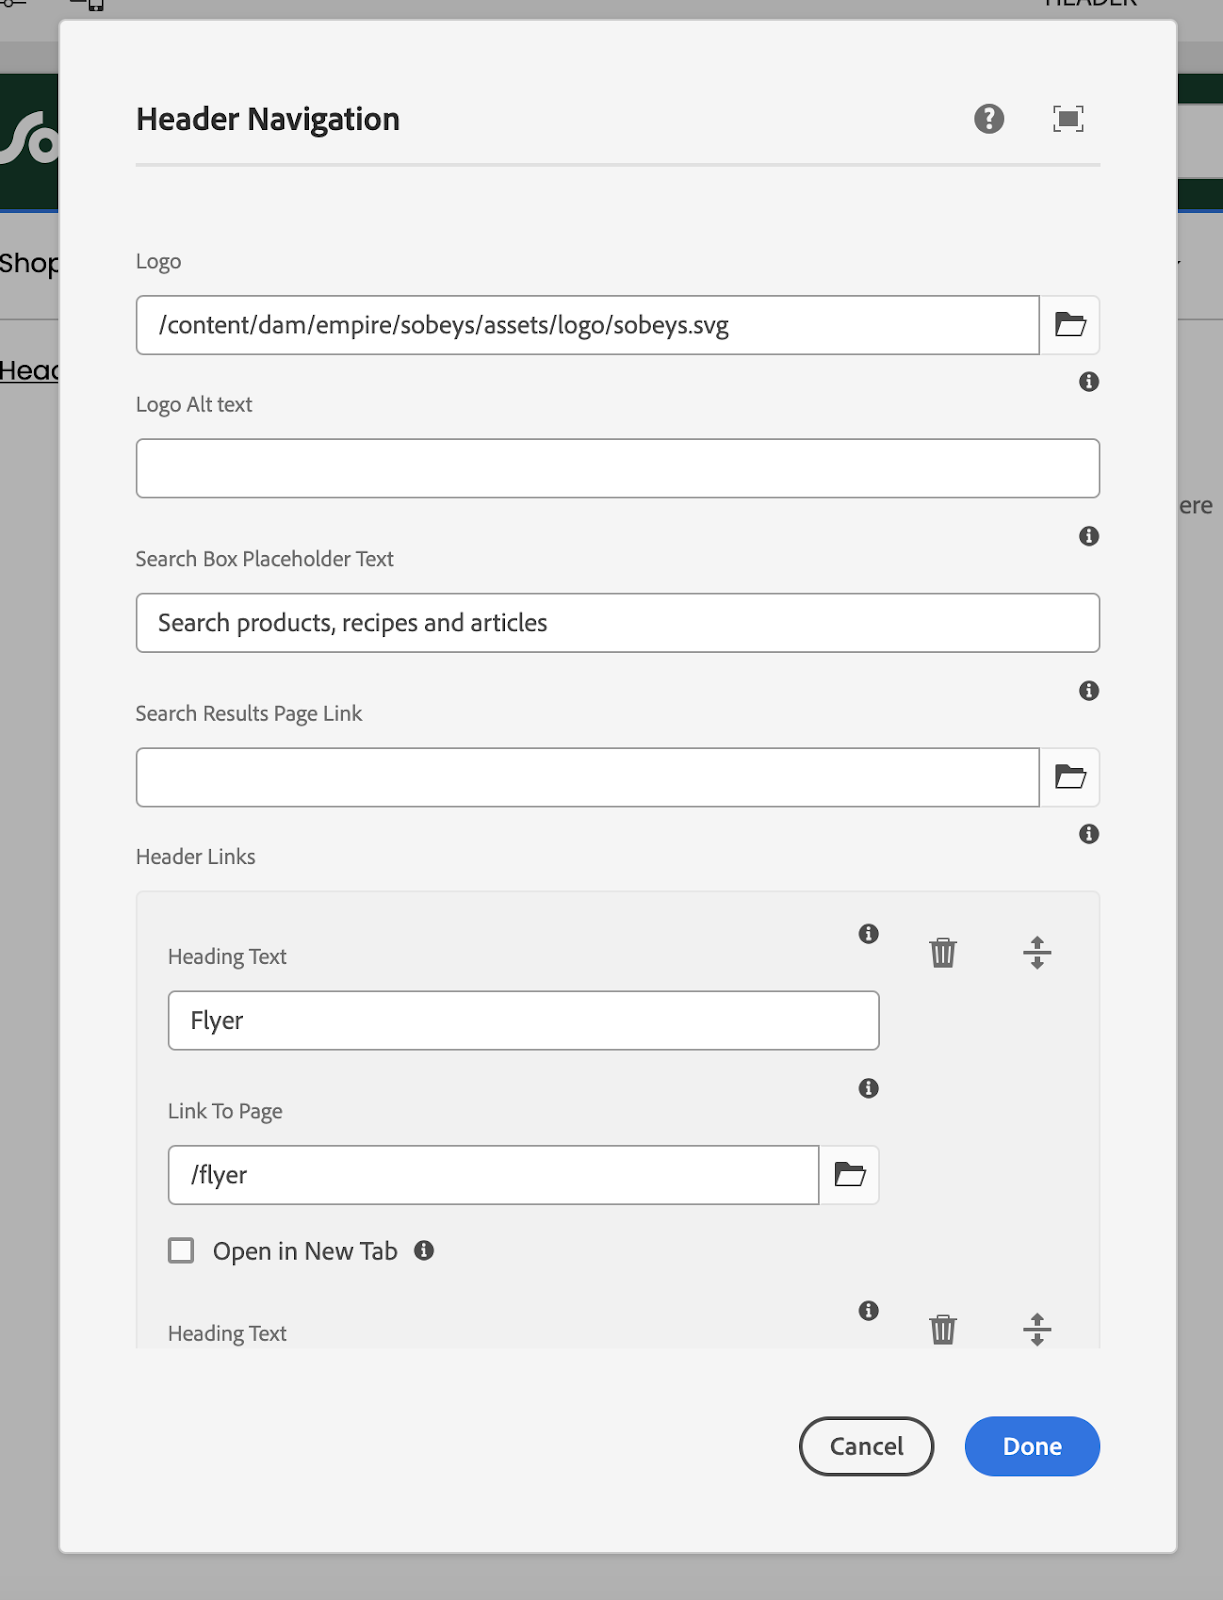 HEADER
Header Navigation
Shop
Logo
/content/dam/empire/sobeys/assets/logo/sobeys.svg
Head
Logo Alt text
ere
Search Box Placeholder Text
Search products, recipes and articles
Search Results Page Link
Header Links
Heading Text
Flyer
Link To Page
/flyer
Open in New Tab
Heading Text
Cancel
Done